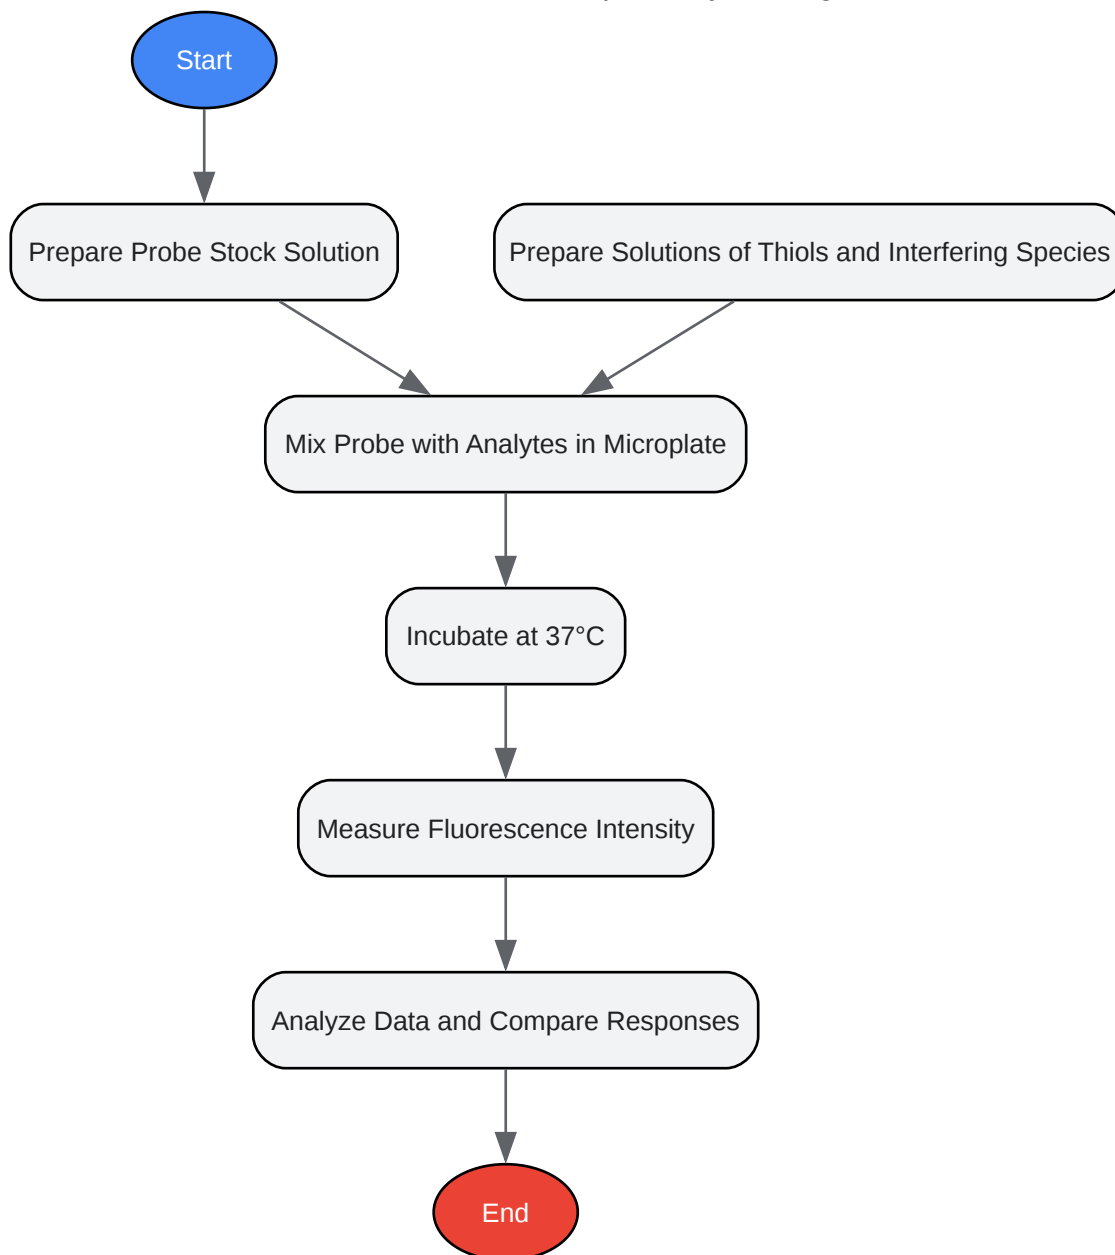 Start
Prepare Probe Stock Solution
Prepare Solutions of Thiols and Interfering Species
Mix Probe with Analytes in Microplate
Incubate at 37°C
Measure Fluorescence Intensity
Analyze Data and Compare Responses
End